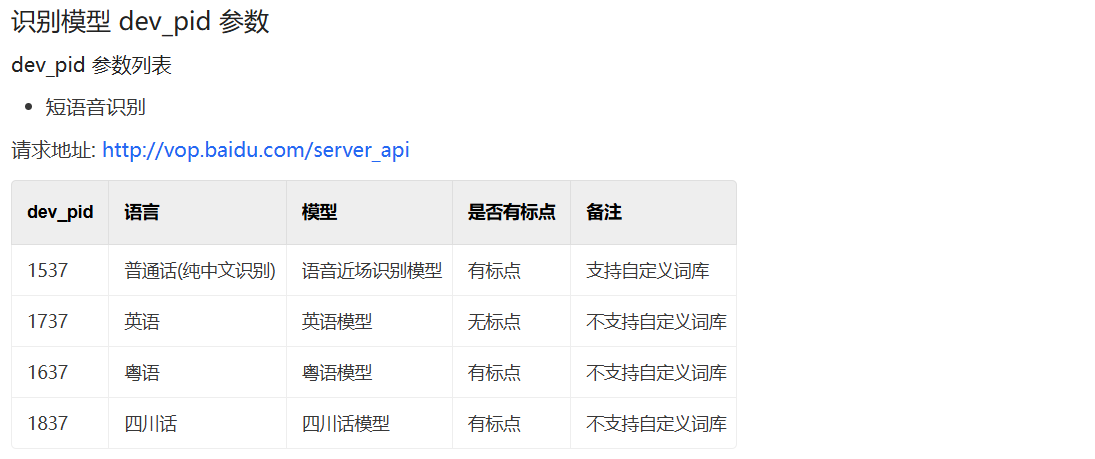 识别模型 dev_pid 参数
dev_pid 参数列表
• 短语音识别
请求地址: http://vop.baidu.com/server_api
dev_pid 语言 模型 是否有标点 备注
1537 普通话(纯中文识别) 语音近场识别模型 有标点 支持自定义词库
1737 英语 英语模型 无标点 不支持自定义词库
1637 粤语 粤语模型 有标点 不支持自定义词库
1837 四川话 四川话模型 有标点 不支持自定义词库